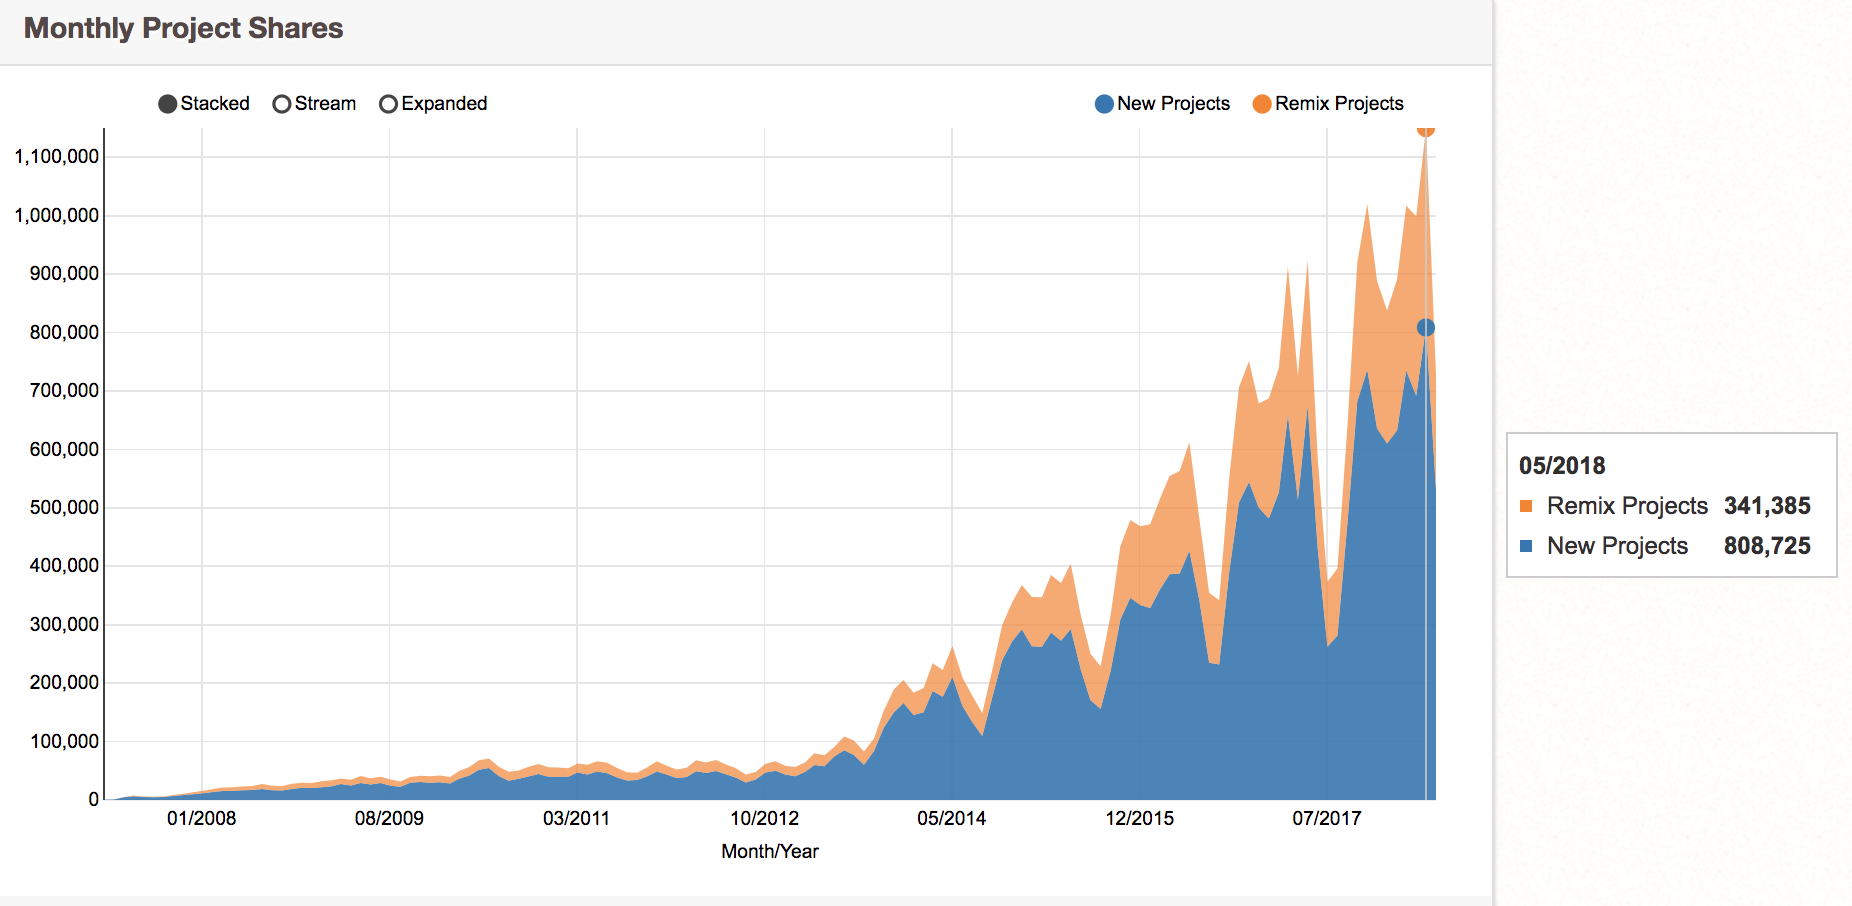 Monthly Project Shares
Stacked Stream Expanded New Projects Remix Projects
1,100,000
1,000,000
900,000
800,000
700,000
600,000
500,000
400,000
300,000
200,000
100,000
0
01/2008 08/2009 03/2011 10/2012 05/2014 12/2015 07/2017
Month/Year
05/2018
Remix Projects 341,385
New Projects 808,725